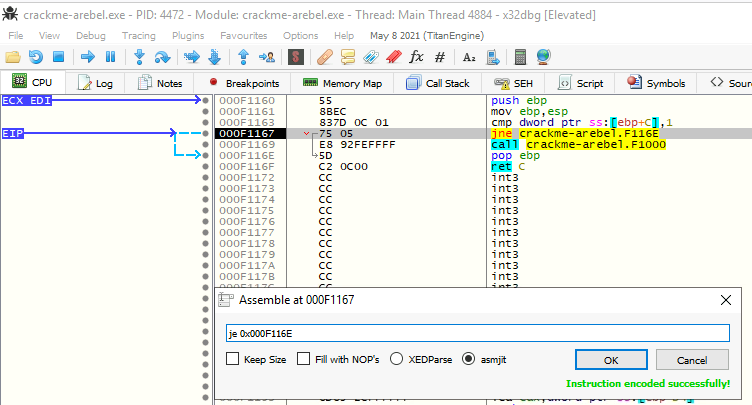 crackme-arebel.exe - PID: 4472 - Module: crackme-arebel.exe - Thread: Main Thread 4884 - x32dbg [Elevated]
File View Debug Tracing Plugins Favourites Options Help May 8 2021 (TitanEngine)
CPU Log Notes Breakpoints Memory Map Call Stack SEH Script Symbols Sour
ECX EDI 000F1160 55 push ebp
000F1161 8BEC mov ebp,esp
000F1163 837D 0C 01 cmp dword ptr ss:[ebp+C],1
EIP 000F1167 75 05 jne crackme-arebel.F116E
000F1169 E8 92FEFFFF call crackme-arebel.F1000
000F116E 5D pop ebp
000F116F C2 0C00 ret C
000F1172 CC int3
000F1173 CC int3
000F1174 CC int3
000F1175 CC int3
000F1176 CC int3
000F1177 CC int3
000F1178 CC int3
000F1179 CC int3
000F117A CC int3
000F117B CC int3
Assemble at 000F1167
je 0x000F116E
Keep Size Fill with NOP's XEDParse asmjit OK Cancel
Instruction encoded successfully!